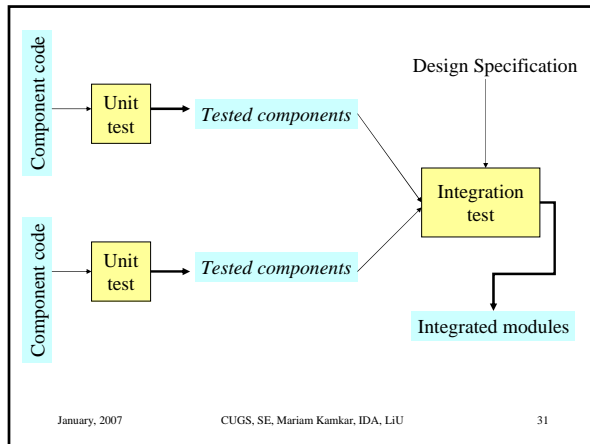 Component code
Unit
test
Tested components
Design Specification
Integration
test
Component code
Unit
test
Tested components
Integrated modules
January, 2007 CUGS, SE, Mariam Kamkar, IDA, LiU 31